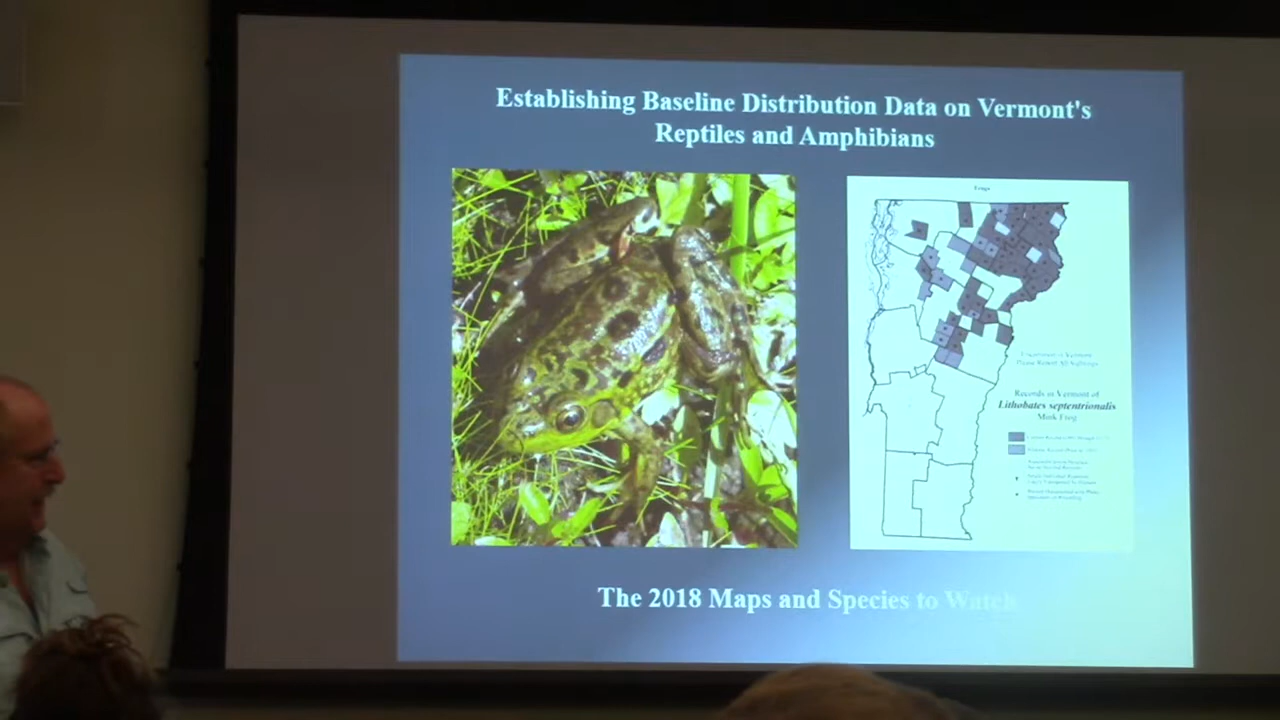 Establishing Baseline Distribution Data on Vermont's
Reptiles and Amphibians
Records in Vermont of
Lithobates septentrionalis
Mink Frog
The 2018 Maps and Species to Watch